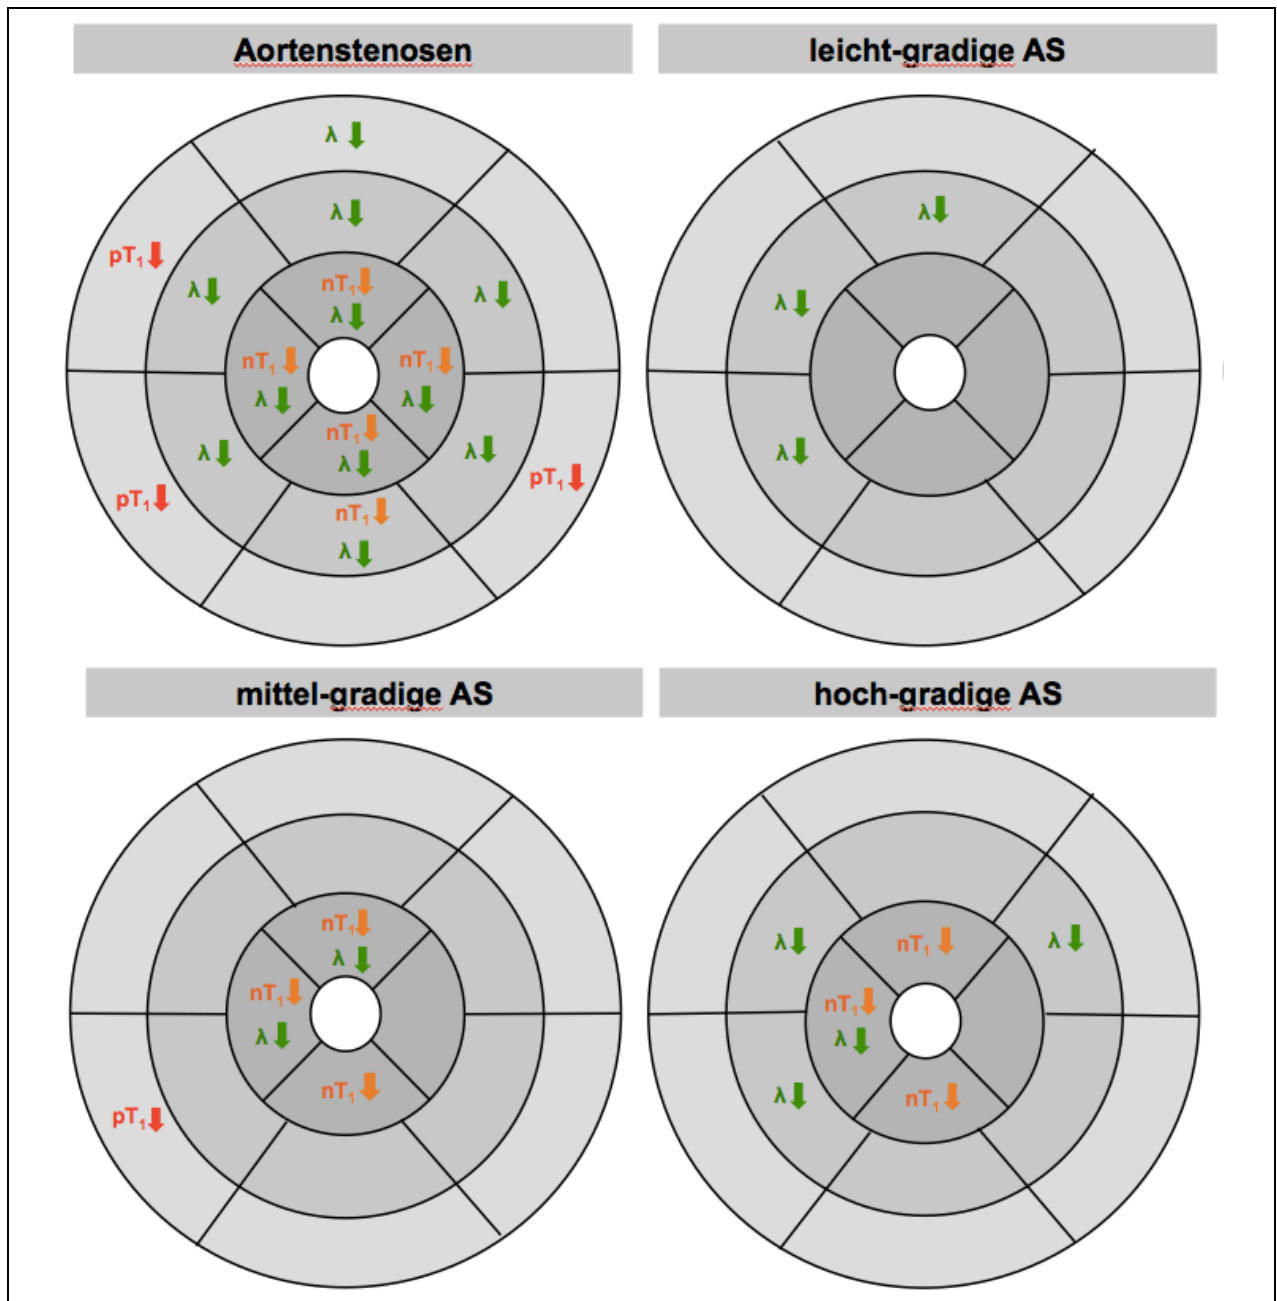 Aortenstenosen
λ
λ
pT1
λ
λ
nT1
λ
nT1
λ
nT1
λ
nT1
λ
λ
λ
pT1
pT1
nT1
λ
leicht-gradige AS
λ
λ
λ
mittel-gradige AS
nT1
λ
nT1
λ
nT1
pT1
hoch-gradige AS
λ
λ
nT1
nT1
λ
λ
nT1